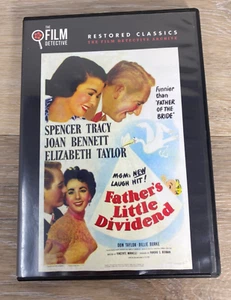 THE
FILM
DETECTIVE
RESTORED CLASSICS
THE FILM DETECTIVE ARCHIVE
Funnier
than
"FATHER
OF THE
BRIDE"
SPENCER TRACY
JOAN BENNETT
ELIZABETH TAYLOR
MGM's NEW
LAUGH HIT!
Father's
Little
Dividend
DON TAYLOR · BILLIE BURKE